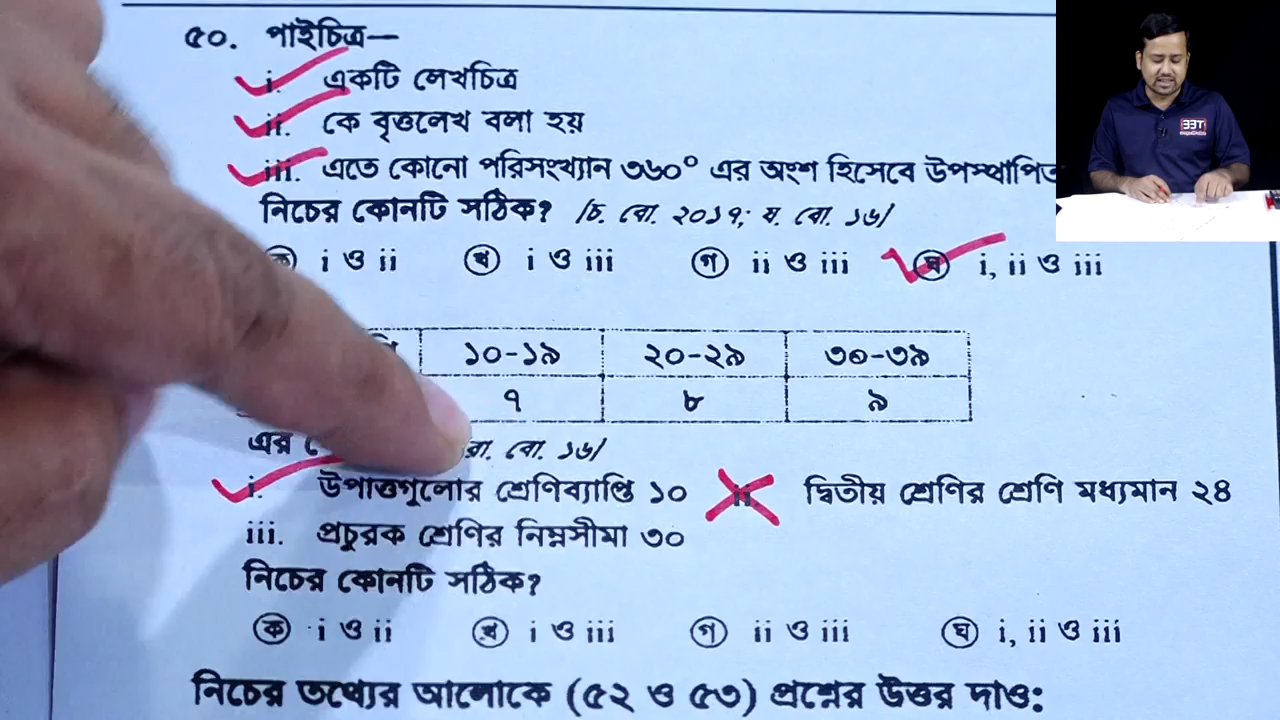 ৫০. পাইচিত্র—
i. একটি লেখচিত্র
ii. কে বৃত্তলেখ বলা হয়
iii. এতে কোনো পরিসংখ্যান ৩৬০° এর অংশ হিসেবে উপস্থাপিত
নিচের কোনটি সঠিক? /চ. বো. ২০১৭; য. বো. ১৬/
i ও ii খ i ও iii গ ii ও iii ঘ i, ii ও iii
১০-১৯ ২০-২৯ ৩০-৩৯
৭ ৮ ৯
এর রা. বো. ১৬/
i. উপাত্তগুলোর শ্রেণিব্যাপ্তি ১০ ii দ্বিতীয় শ্রেণির শ্রেণি মধ্যমান ২৪
iii. প্রচুরক শ্রেণির নিম্নসীমা ৩০
নিচের কোনটি সঠিক?
ক i ও ii খ i ও iii গ ii ও iii ঘ i, ii ও iii
নিচের তথ্যের আলোকে (৫২ ও ৫৩) প্রশ্নের উত্তর দাও: